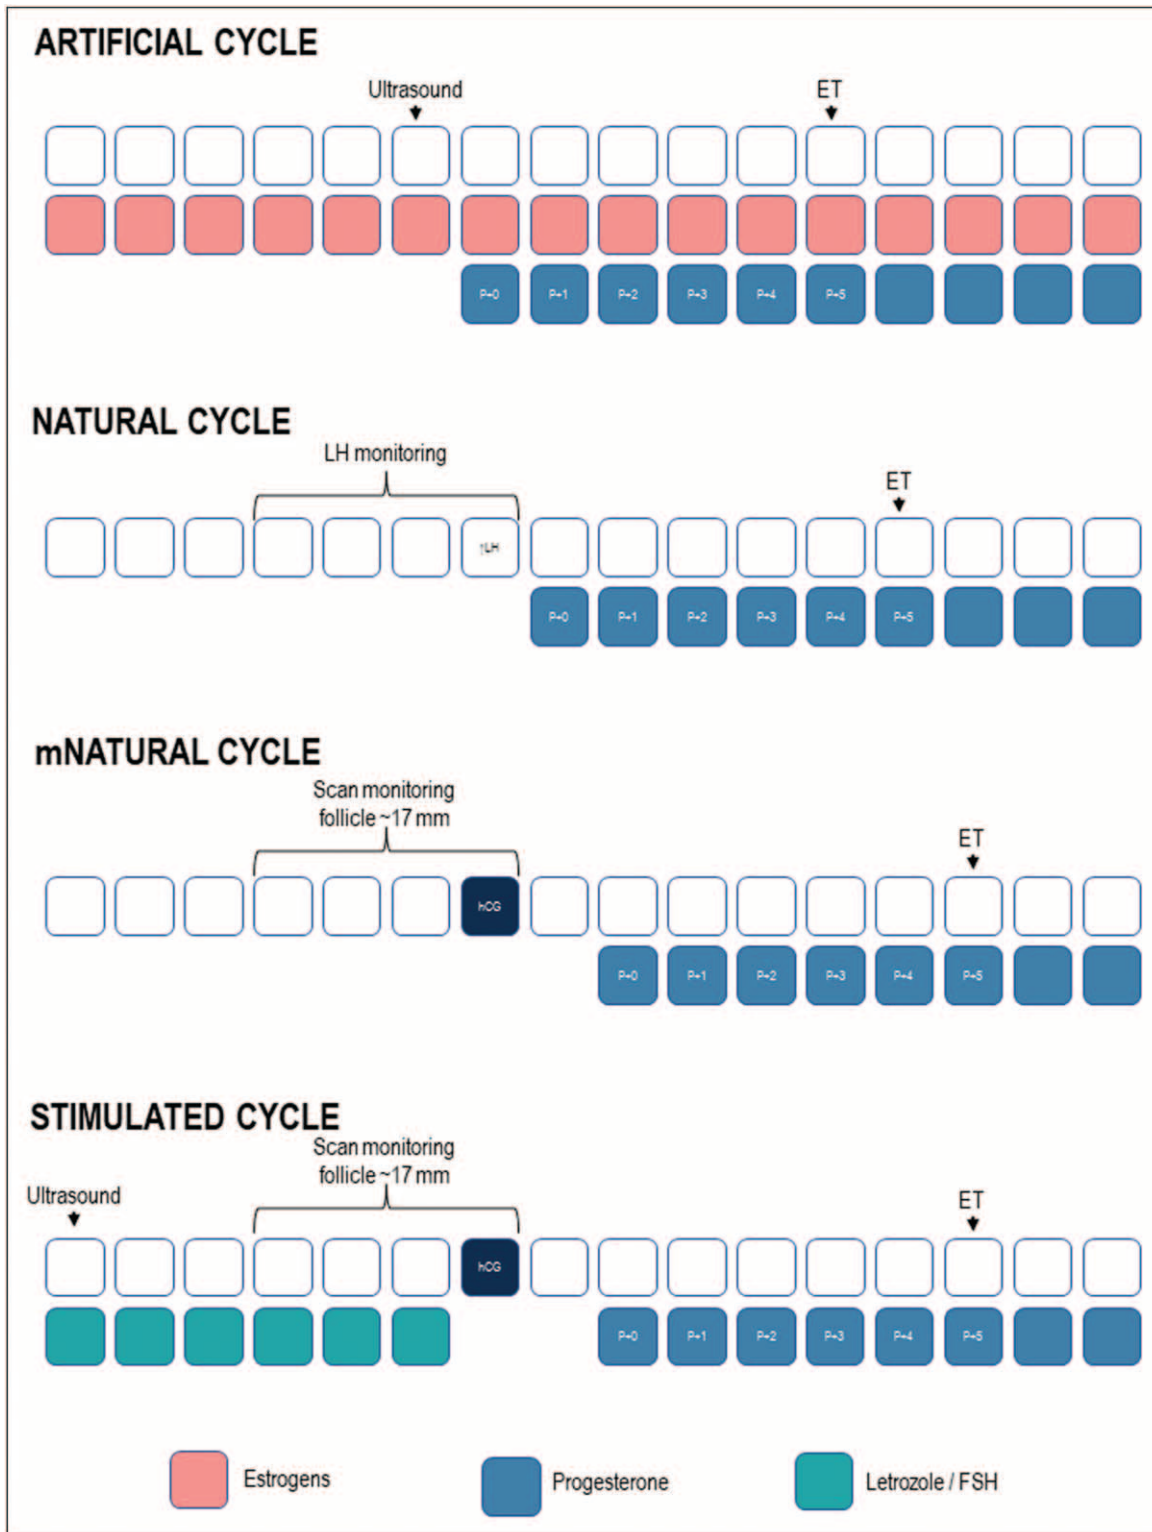 ARTIFICIAL CYCLE
Ultrasound
ET
P+0 P+1 P+2 P+3 P+4 P+5
NATURAL CYCLE
LH monitoring
ET
↑LH
P+0 P+1 P+2 P+3 P+4 P+5
mNATURAL CYCLE
Scan monitoring
follicle ~17 mm
ET
hCG
P+0 P+1 P+2 P+3 P+4 P+5
STIMULATED CYCLE
Scan monitoring
follicle ~17 mm
Ultrasound
ET
hCG
P+0 P+1 P+2 P+3 P+4 P+5
Estrogens
Progesterone
Letrozole / FSH